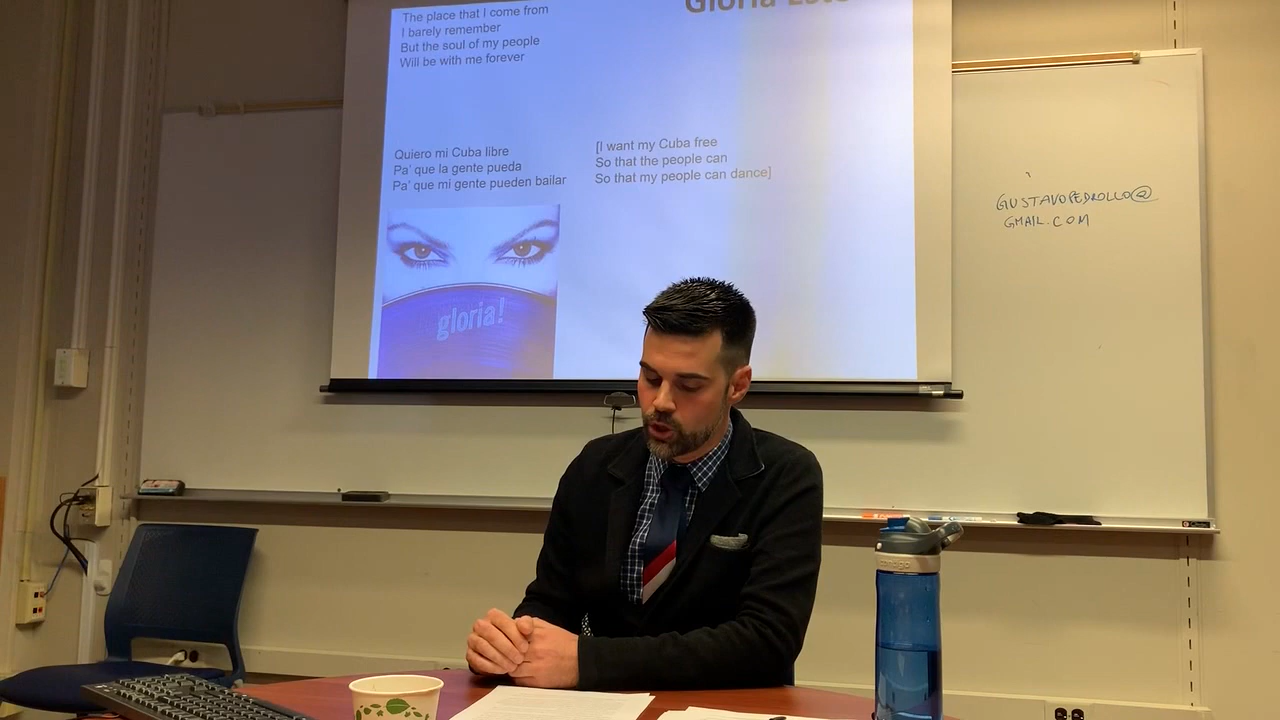 Gloria Este
The place that I come from
I barely remember
But the soul of my people
Will be with me forever
Quiero mi Cuba libre
Pa' que la gente pueda
Pa' que mi gente pueden bailar
[I want my Cuba free
So that the people can
So that my people can dance]
gloria!
GUSTAVOPEDROLLO@
GMAIL.COM